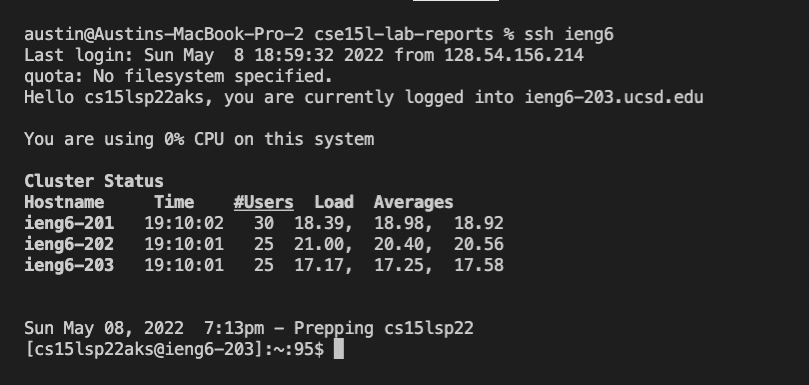 austin@Austins-MacBook-Pro-2 cse15l-lab-reports % ssh ieng6
Last login: Sun May  8 18:59:32 2022 from 128.54.156.214
quota: No filesystem specified.
Hello cs15lsp22aks, you are currently logged into ieng6-203.ucsd.edu
You are using 0% CPU on this system
Cluster Status
Hostname     Time    #Users  Load  Averages
ieng6-201   19:10:02   30  18.39,  18.98,  18.92
ieng6-202   19:10:01   25  21.00,  20.40,  20.56
ieng6-203   19:10:01   25  17.17,  17.25,  17.58
Sun May 08, 2022  7:13pm - Prepping cs15lsp22
[cs15lsp22aks@ieng6-203]:~:95$